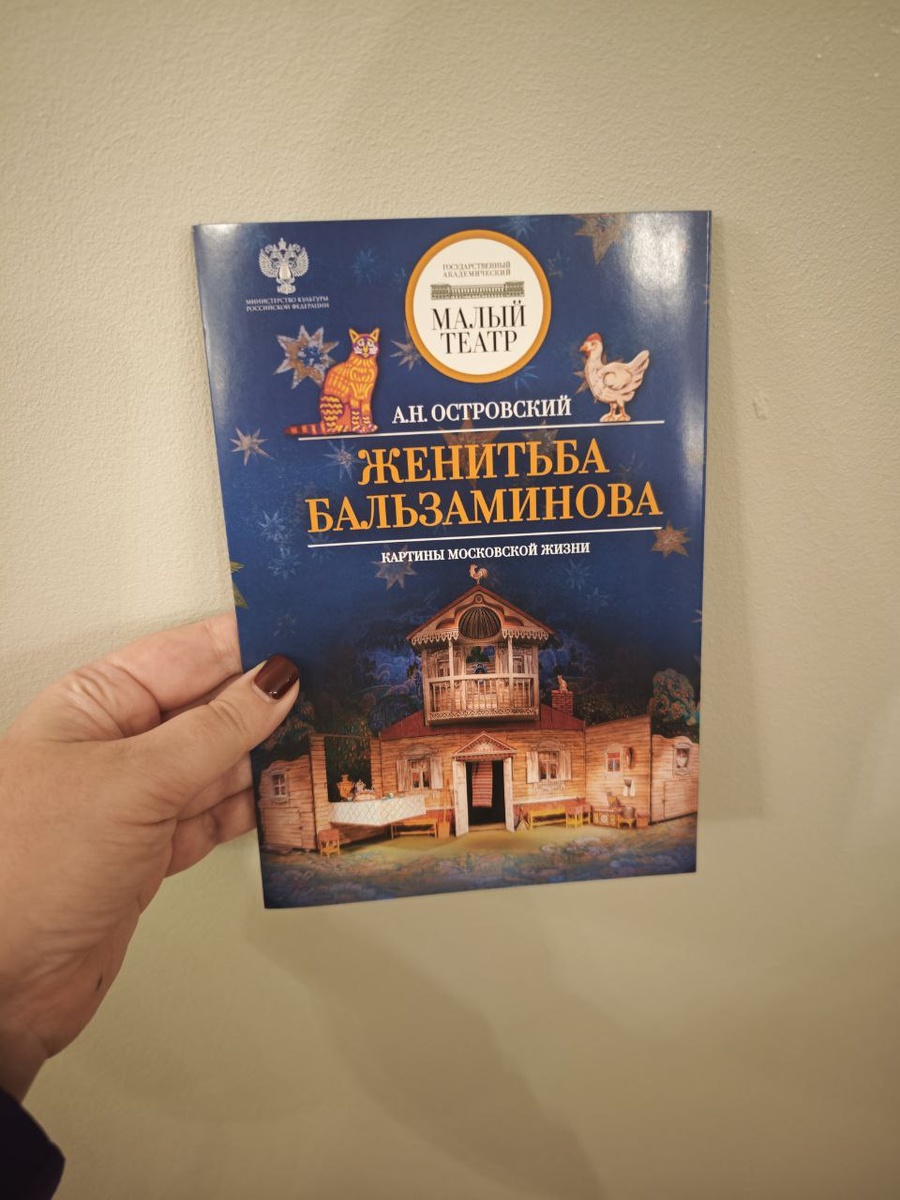 МИНИСТЕРСТВО КУЛЬТУРЫ
РОССИЙСКОЙ ФЕДЕРАЦИИ
ГОСУДАРСТВЕННЫЙ
АКАДЕМИЧЕСКИЙ
МАЛЫЙ
ТЕАТР
А.Н. ОСТРОВСКИЙ
ЖЕНИТЬБА
БАЛЬЗАМИНОВА
КАРТИНЫ МОСКОВСКОЙ ЖИЗНИ